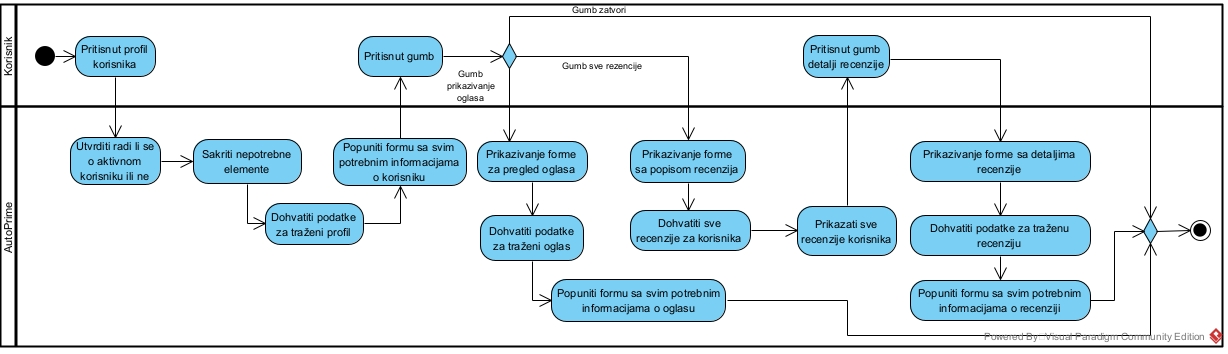 Korisnik
Pritisnut profil
korisnika
Pritisnut gumb
Gumb zatvori
Gumb
prikazivanje
oglasa
Gumb sve rezencije
Pritisnut gumb
detalji recenzije
AutoPrime
Utvrditi radi li se
o aktivnom
korisniku ili ne
Sakriti nepotrebne
elemente
Dohvatiti podatke
za traženi profil
Popuniti formu sa svim
potrebnim informacijama
o korisniku
Prikazivanje forme
za pregled oglasa
Dohvatiti podatke
za traženi oglas
Popuniti formu sa svim potrebnim
informacijama o oglasu
Prikazivanje forme
sa popisom recenzija
Dohvatiti sve
recenzije za korisnika
Prikazati sve
recenzije korisnika
Prikazivanje forme sa detaljima
recenzije
Dohvatiti podatke za traženu
recenziju
Popuniti formu sa svim potrebnim
informacijama o recenziji
Powered By: Visual Paradigm Community Edition